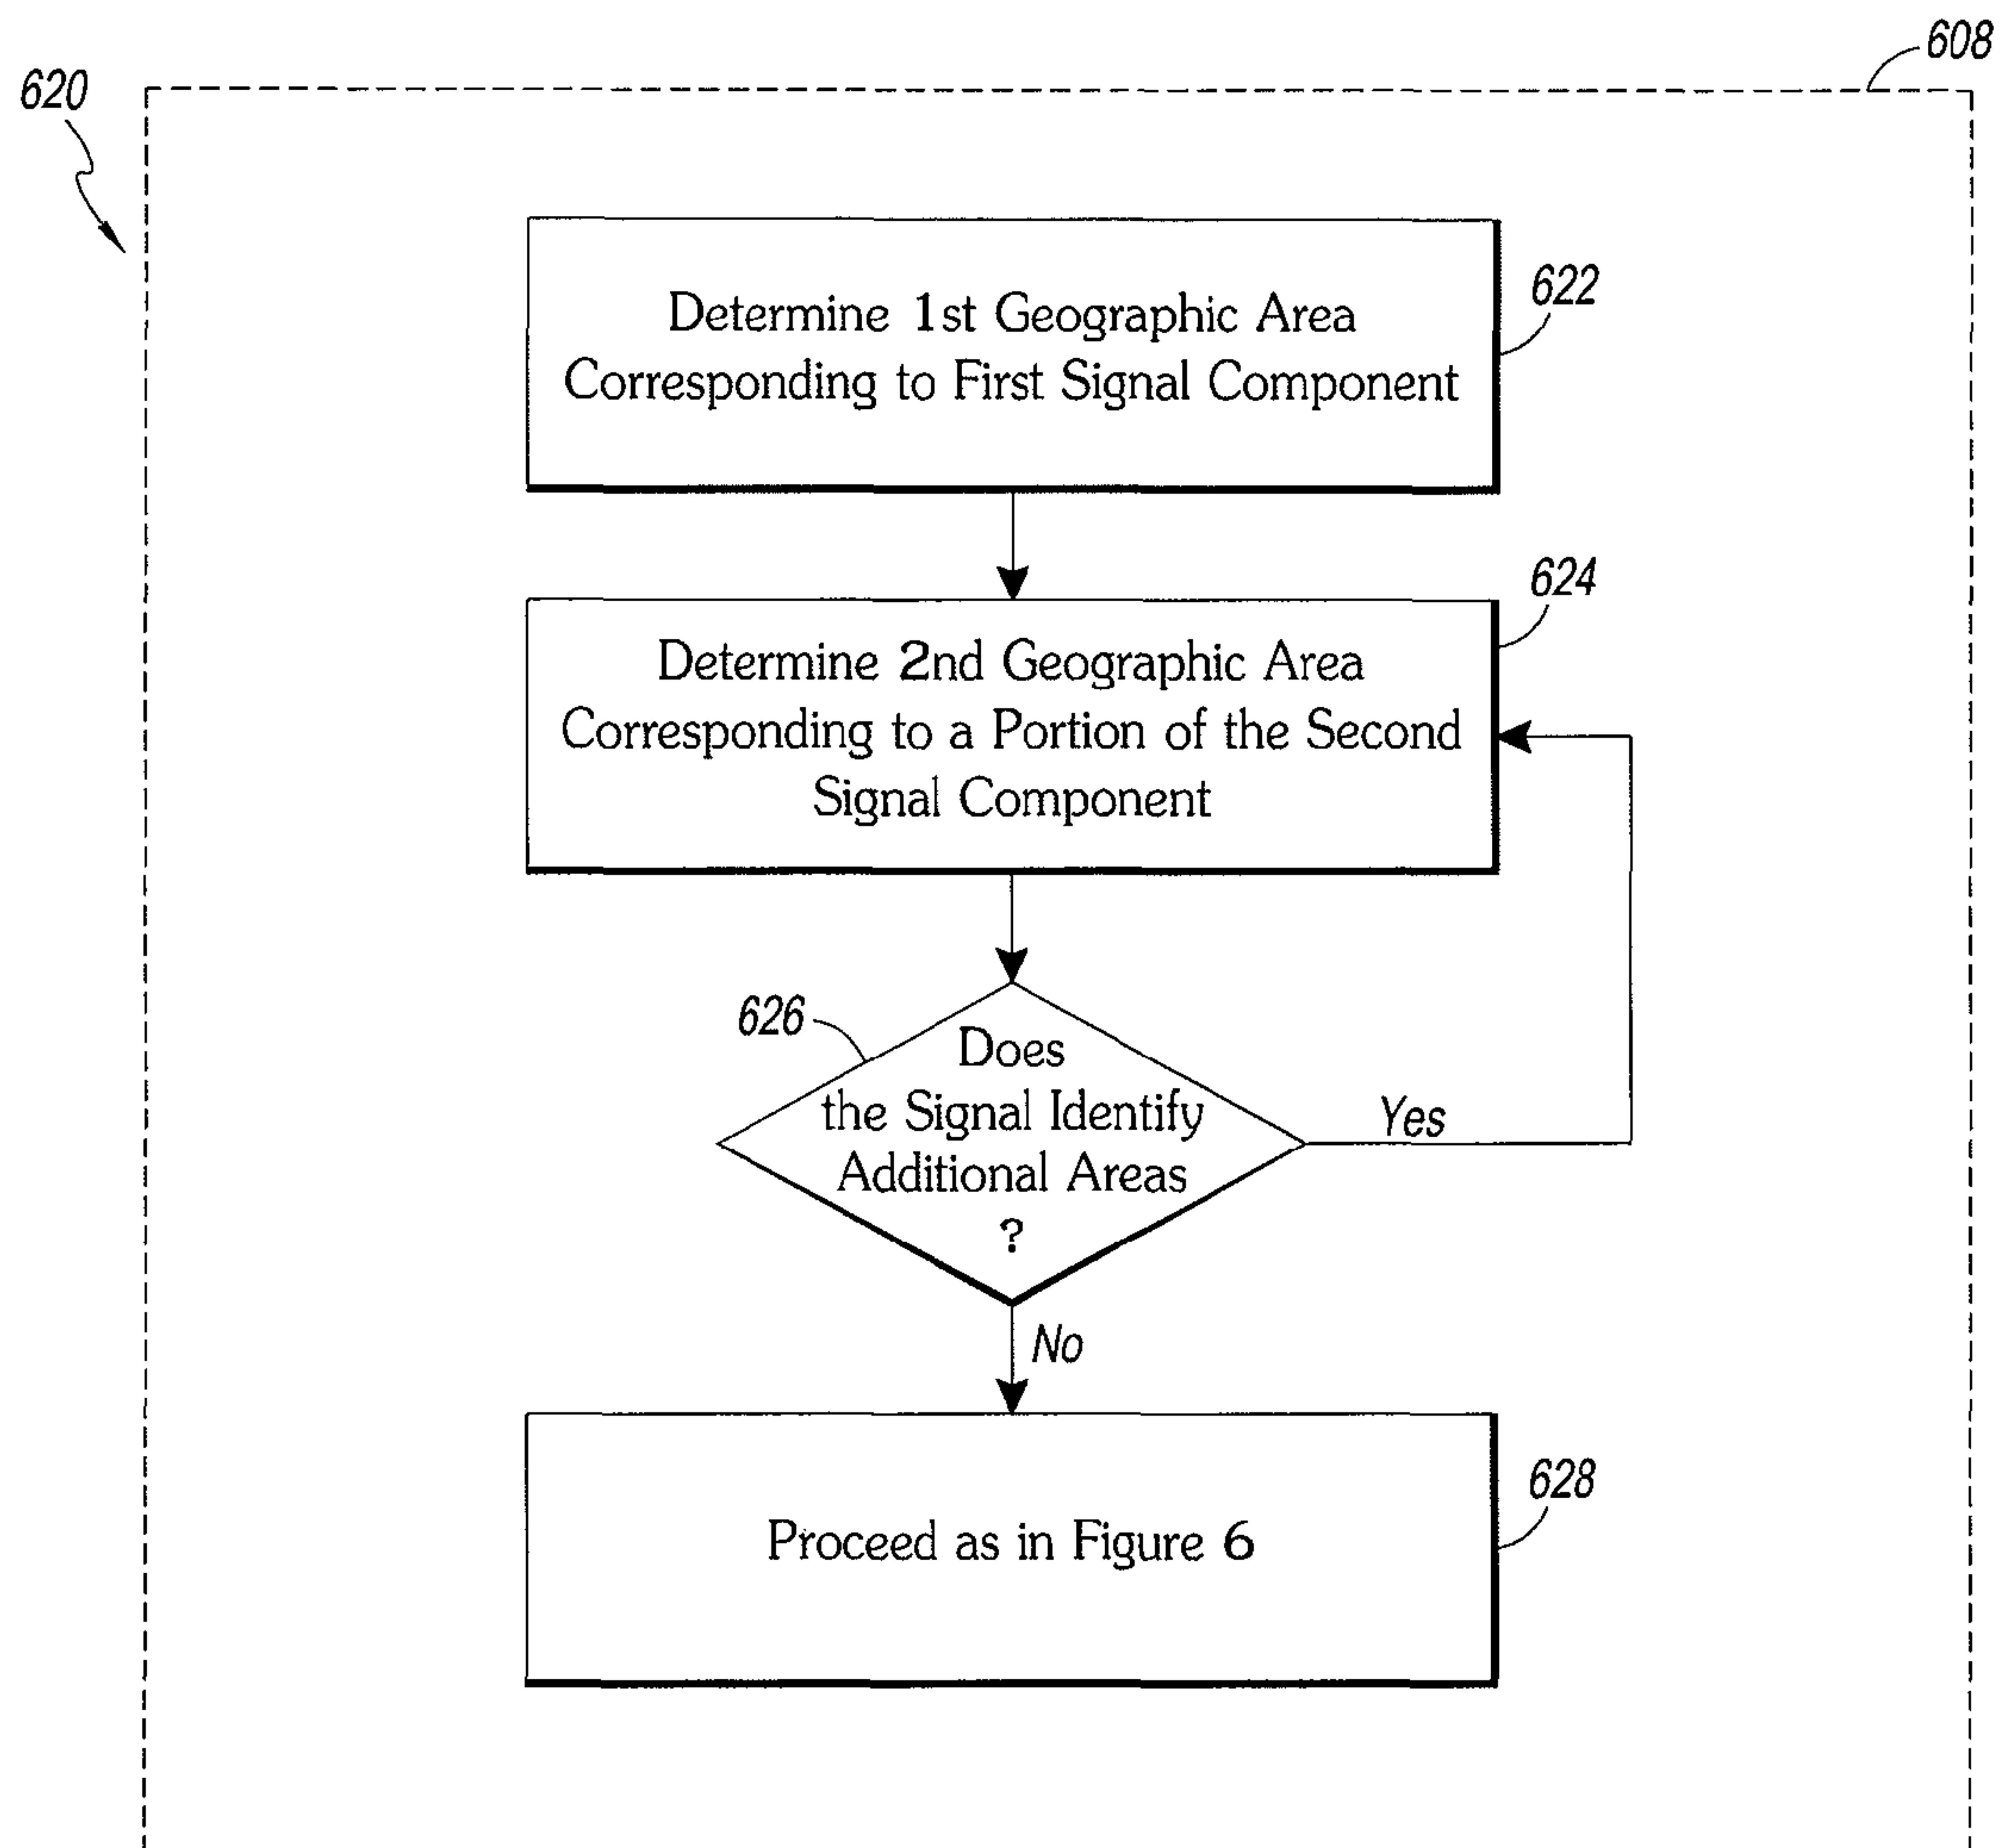 608
620
Determine 1st Geographic Area
Corresponding to First Signal Component
622
Determine 2nd Geographic Area
Corresponding to a Portion of the Second
Signal Component
624
626
Does
the Signal Identify
Additional Areas
?
Yes
No
Proceed as in Figure 6
628